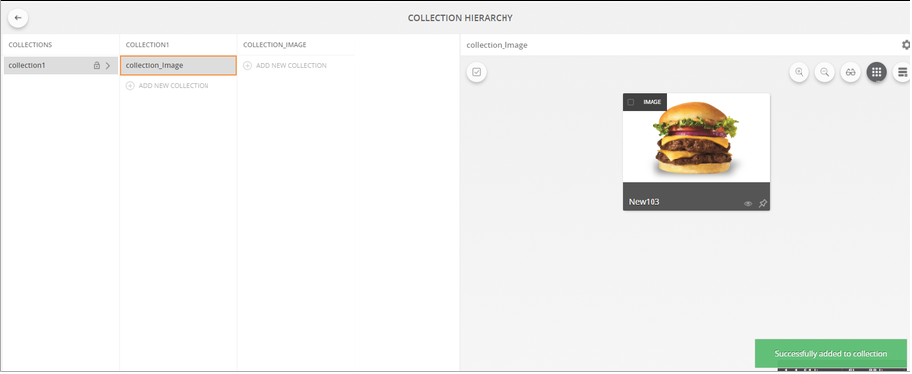 COLLECTION HIERARCHY
COLLECTIONS
COLLECTION1
COLLECTION_IMAGE
collection_Image
collection1
collection_Image
ADD NEW COLLECTION
ADD NEW COLLECTION
IMAGE
New103
Successfully added to collection